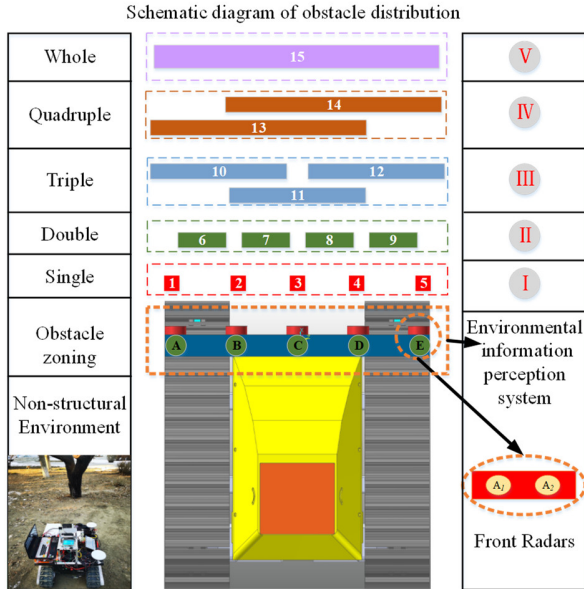 Schematic diagram of obstacle distribution
Whole
15
V
Quadruple
14
13
IV
Triple
10
12
11
III
Double
6
7
8
9
II
Single
1
2
3
4
5
I
Obstacle
zoning
A
B
C
D
E
Environmental
information
perception
system
Non-structural
Environment
A1
A2
Front Radars